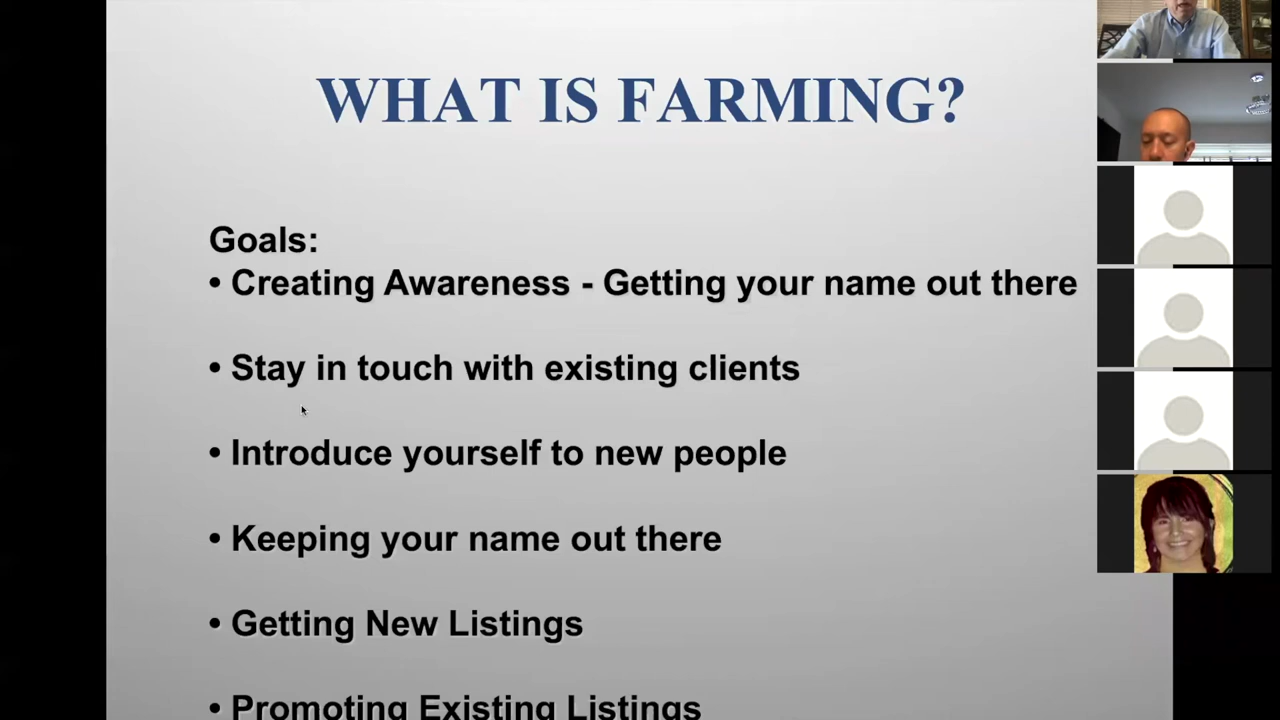 WHAT IS FARMING?
Goals:
• Creating Awareness - Getting your name out there
• Stay in touch with existing clients
• Introduce yourself to new people
• Keeping your name out there
• Getting New Listings
• Promoting Existing Listings